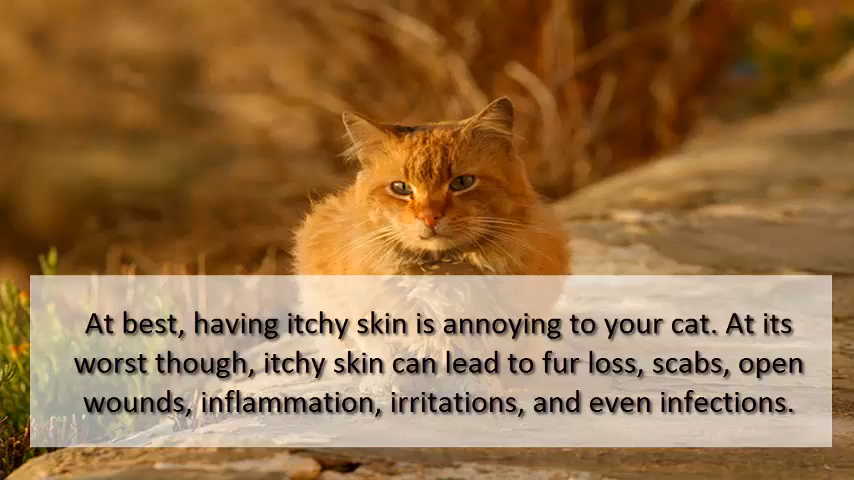 At best, having itchy skin is annoying to your cat. At its
worst though, itchy skin can lead to fur loss, scabs, open
wounds, inflammation, irritations, and even infections.